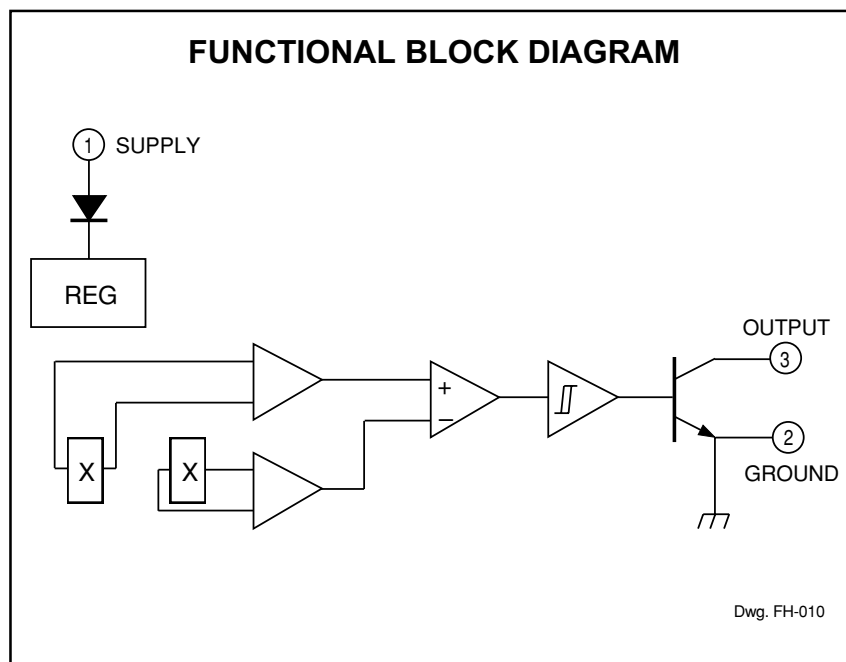 FUNCTIONAL BLOCK DIAGRAM
1 SUPPLY
REG
OUTPUT
3
X
X
+
−
2
GROUND
Dwg. FH-010